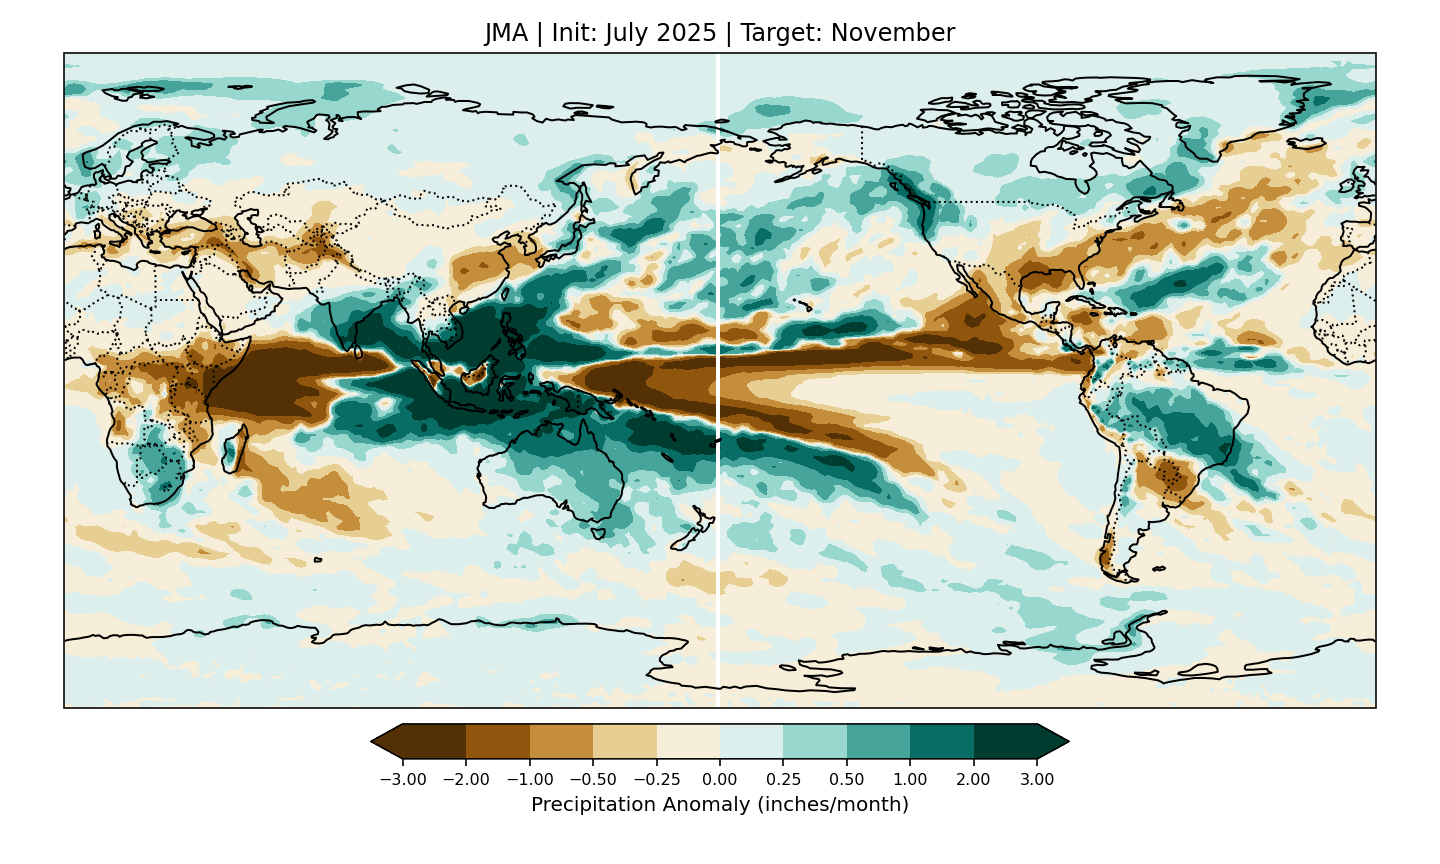 JMA | Init: July 2025 | Target: November
−3.00 −2.00 −1.00 −0.50 −0.25 0.00 0.25 0.50 1.00 2.00 3.00
Precipitation Anomaly (inches/month)